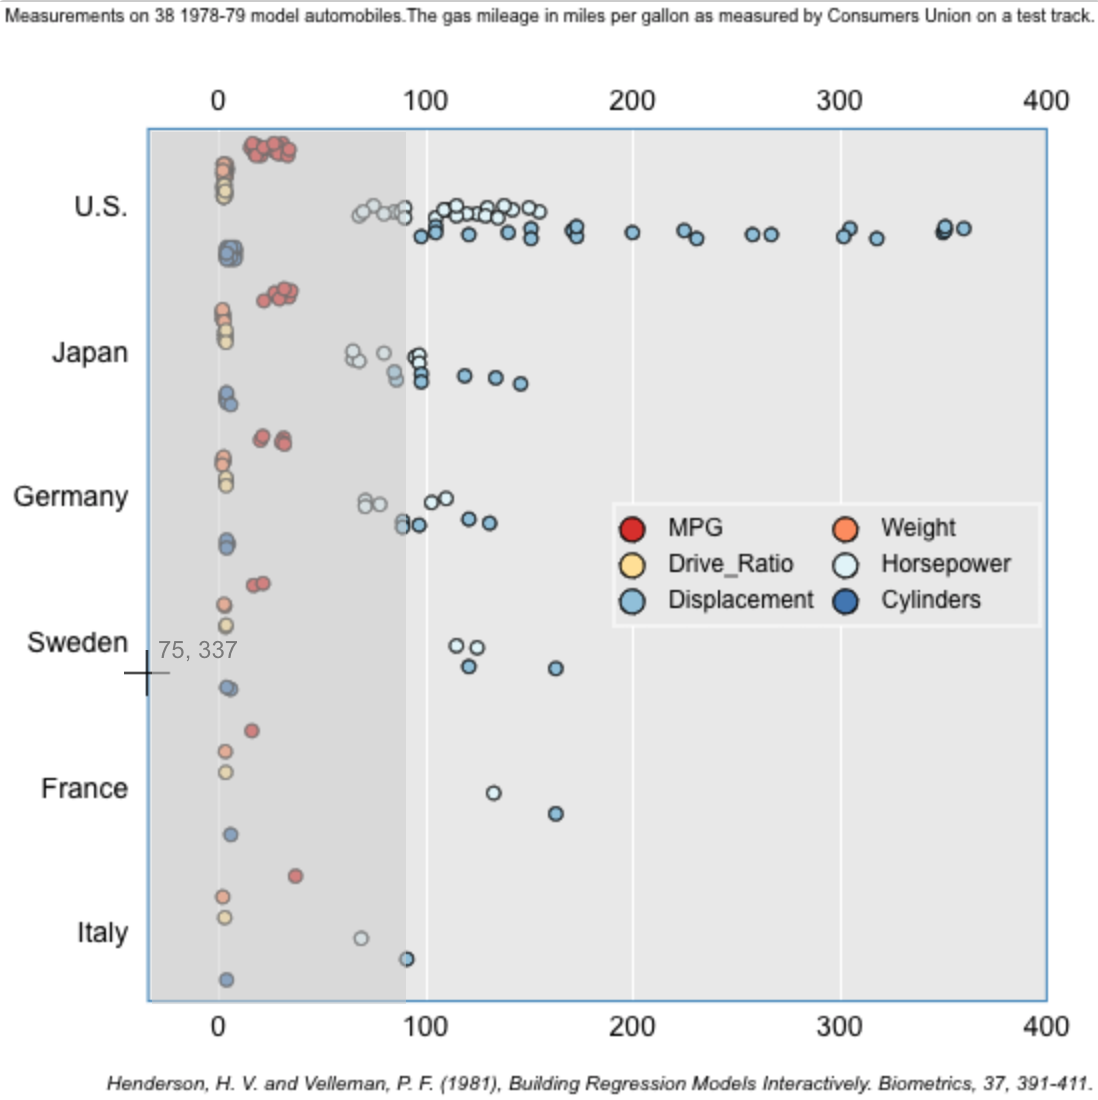 Measurements on 38 1978-79 model automobiles.The gas mileage in miles per gallon as measured by Consumers Union on a test track.
0 100 200 300 400
U.S.
Japan
Germany
MPG Weight
Drive_Ratio Horsepower
Displacement Cylinders
Sweden
75, 337
France
Italy
0 100 200 300 400
Henderson, H. V. and Velleman, P. F. (1981), Building Regression Models Interactively. Biometrics, 37, 391-411.